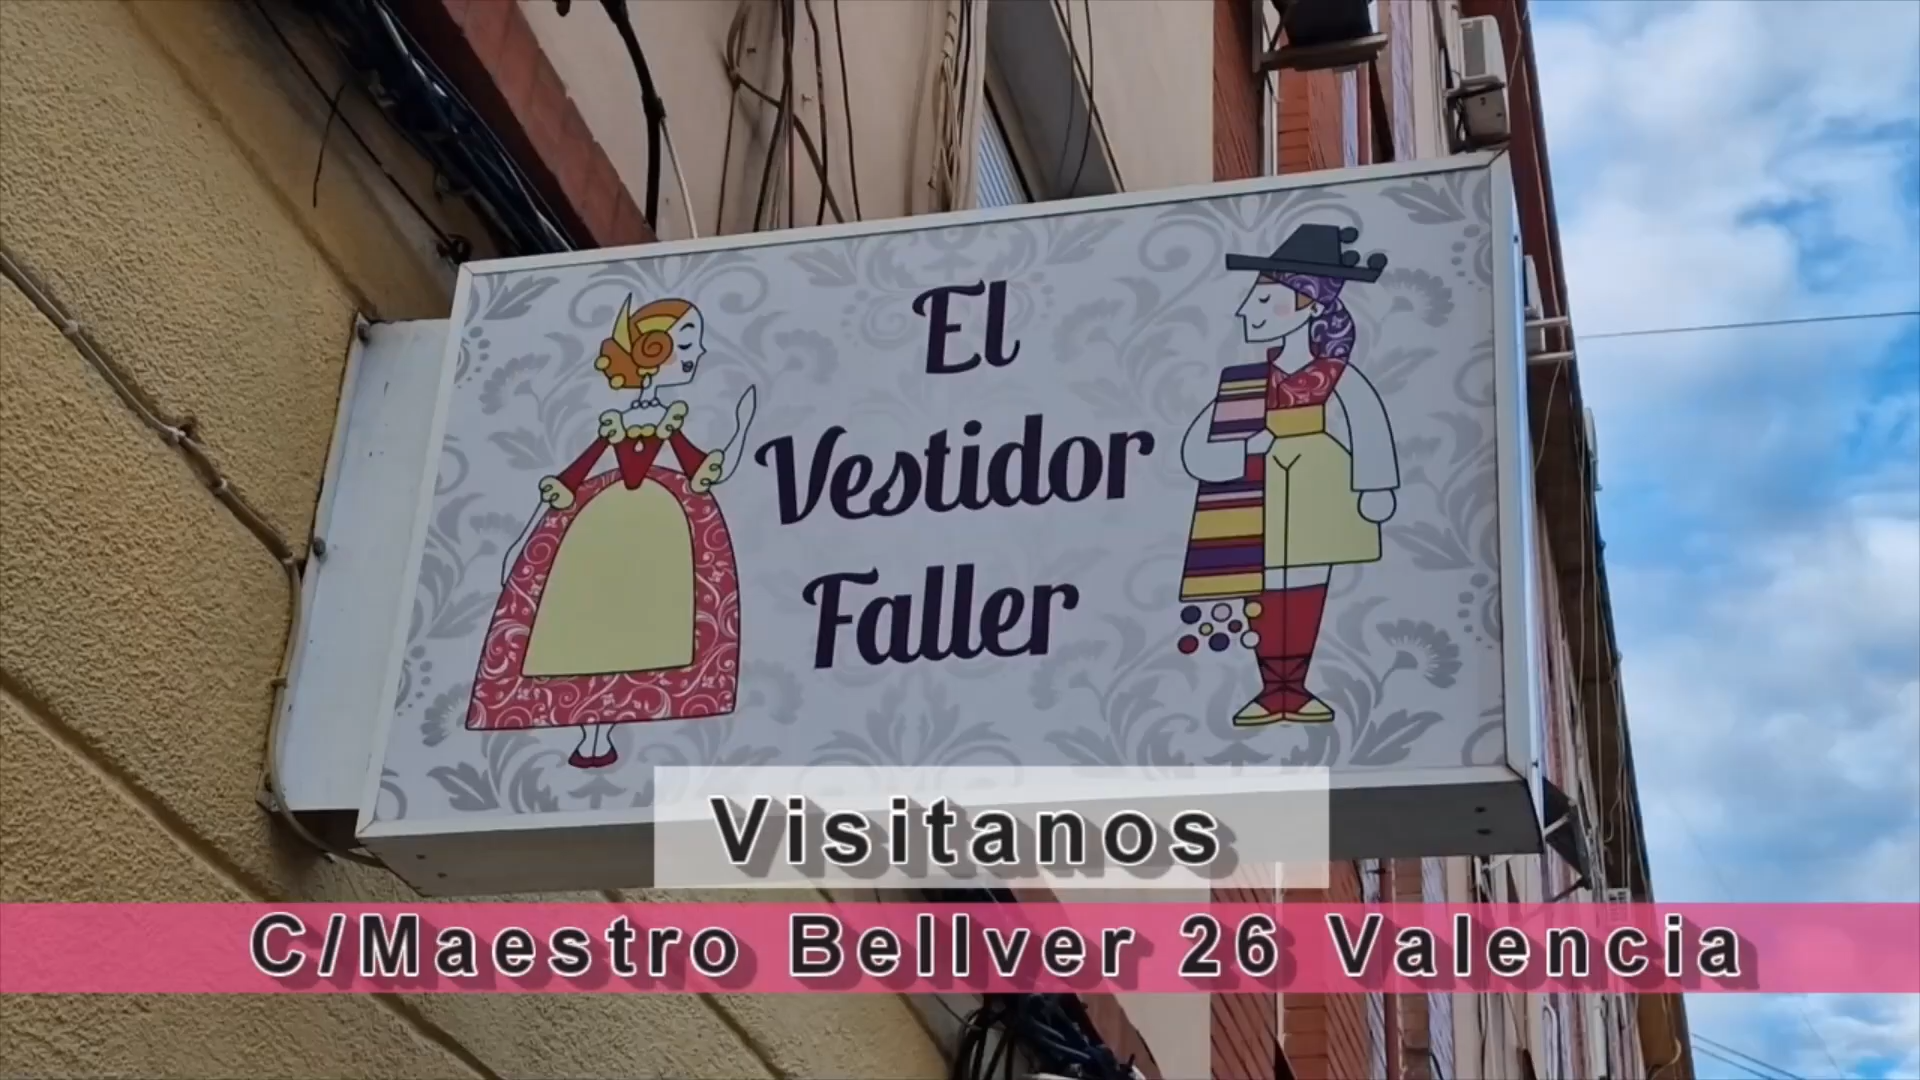 El
Vestidor
Faller
Visitanos
C/Maestro Bellver 26 Valencia